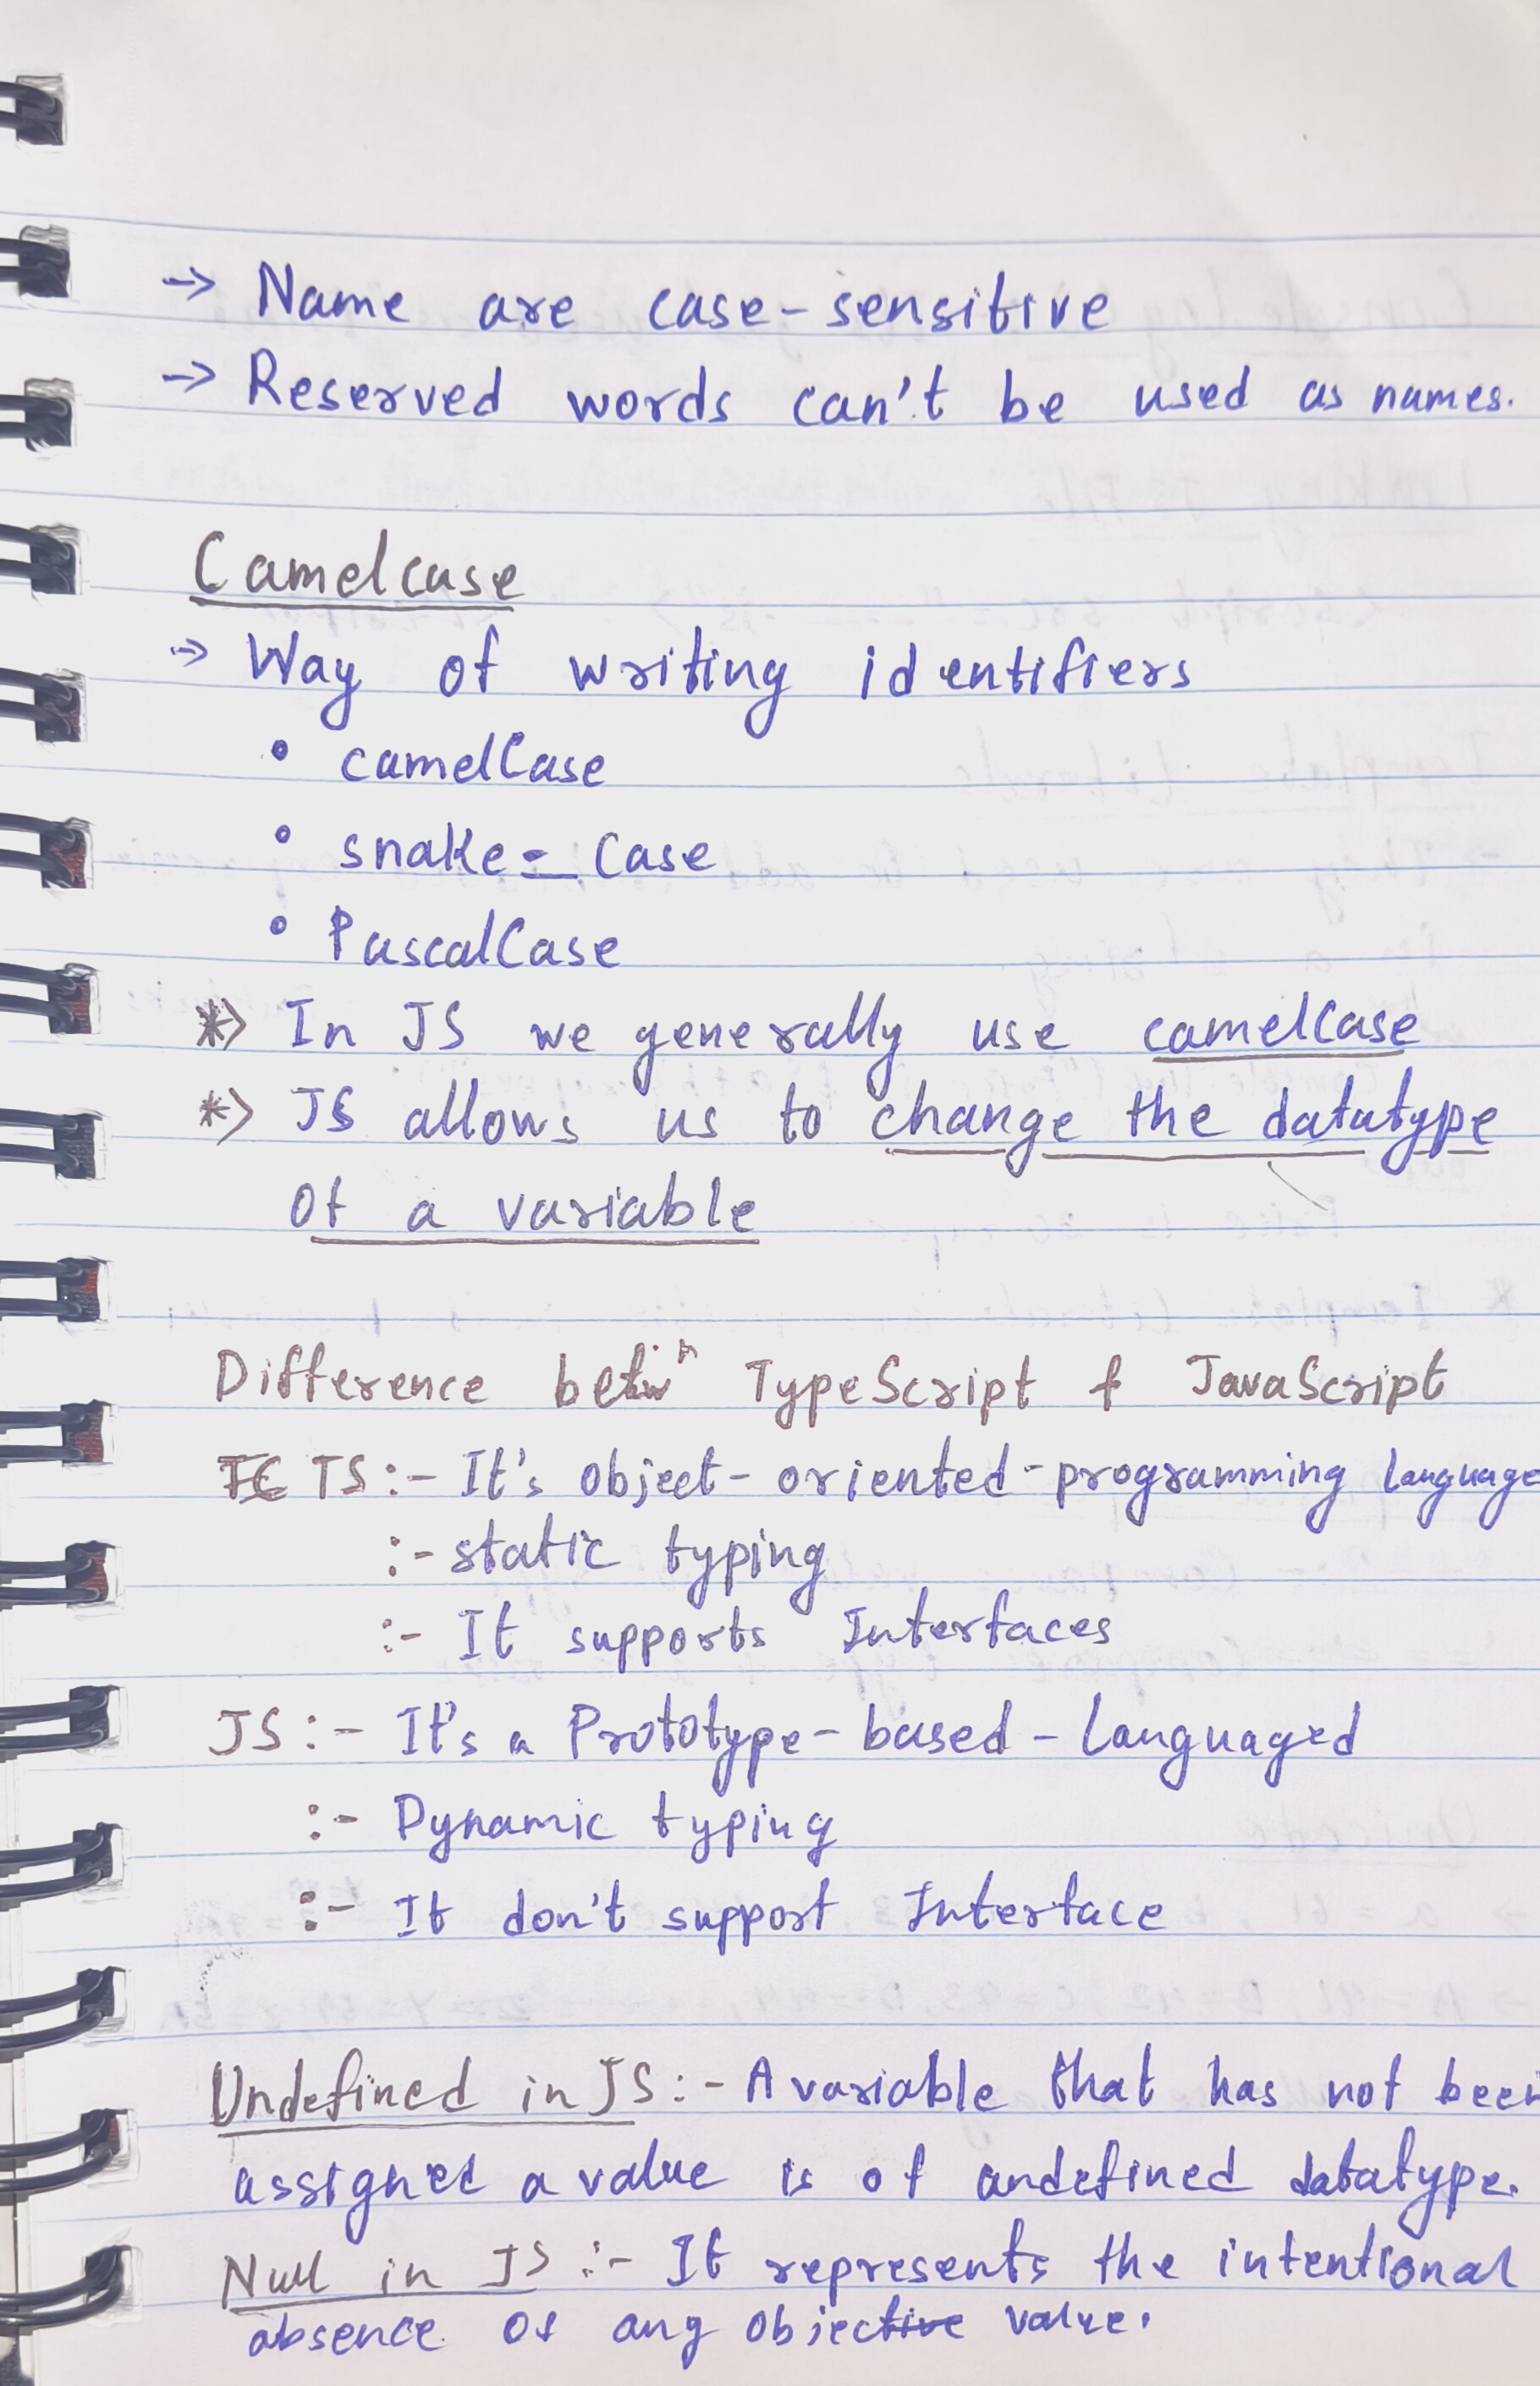 -> Name are case-sensitive
-> Reserved words can't be used as names.
Camelcase
-> Way of writing identifiers
• camelCase
• snake_Case
• PascalCase
*> In JS we generally use camelCase
*> JS allows us to change the datatype
of a variable
Difference betwⁿ TypeScript & JavaScript
TS:- It's object-oriented-programming language
:- static typing
:- It supports Interfaces
JS:- It's a Prototype-based-Languaged
:- Dynamic typing
:- It don't support Interface
Undefined in JS:- A variable that has not been
assigned a value is of undefined datatype.
Null in JS:- It represents the intentional
absence of any object value.